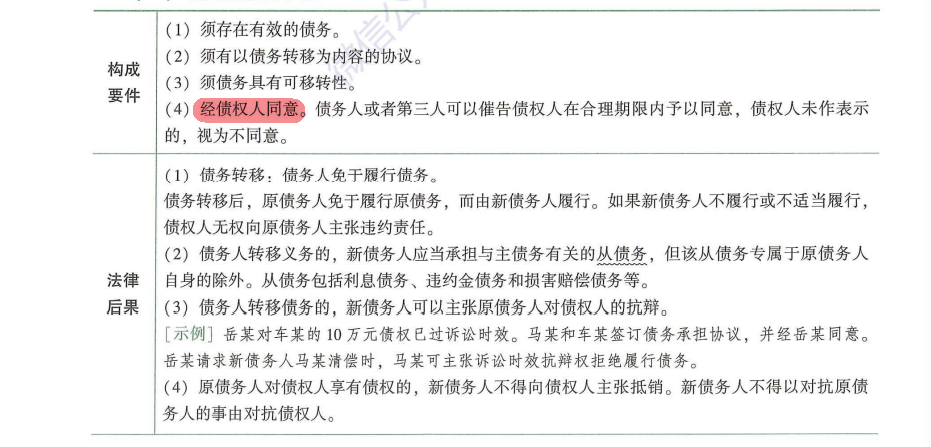 构成
要件
(1) 须存在有效的债务。
(2) 须有以债务转移为内容的协议。
(3) 须债务具有可移转性。
(4) 经债权人同意。债务人或者第三人可以催告债权人在合理期限内予以同意，债权人未作表示
的，视为不同意。
法律
后果
(1) 债务转移：债务人免于履行债务。
债务转移后，原债务人免于履行原债务，而由新债务人履行。如果新债务人不履行或不适当履行，
债权人无权向原债务人主张违约责任。
(2) 债务人转移义务的，新债务人应当承担与主债务有关的从债务，但该从债务专属于原债务人
自身的除外。从债务包括利息债务、违约金债务和损害赔偿债务等。
(3) 债务人转移债务的，新债务人可以主张原债务人对债权人的抗辩。
[示例] 岳某对车某的 10 万元债权已过诉讼时效。马某和车某签订债务承担协议，并经岳某同意。
岳某请求新债务人马某清偿时，马某可主张诉讼时效抗辩权拒绝履行债务。
(4) 原债务人对债权人享有债权的，新债务人不得向债权人主张抵销。新债务人不得以对抗原债
务人的事由对抗债权人。
微信公